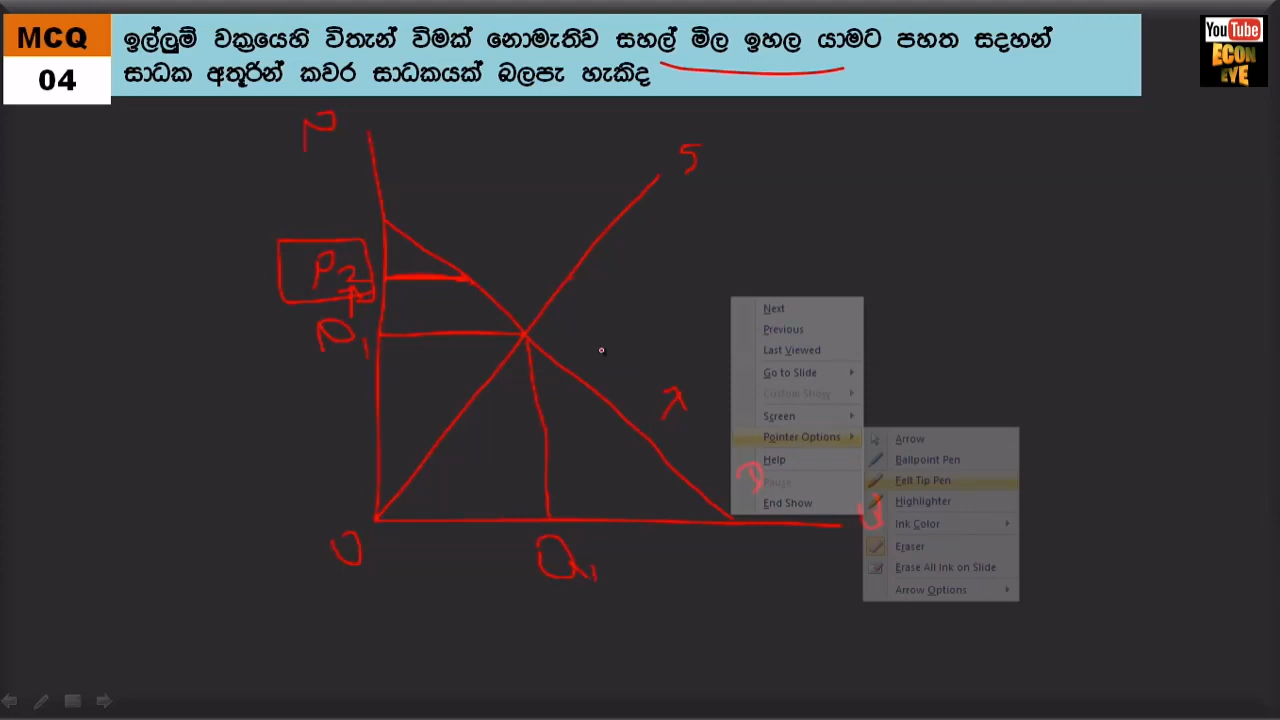 MCQ
04
ඉල්ලුම් වක්‍රයෙහි විතැන් වීමක් නොමැතිව සහල් මිල ඉහල යාමට පහත සදහන්
සාධක අතුරින් කවර සාධකයක් බලපෑ හැකිද
YouTube
ECON
EYE
P
S
P2
P1
Next
Previous
Last Viewed
Go to Slide
Custom Show
Screen
Pointer Options
Help
Pause
End Show
Arrow
Ballpoint Pen
Felt Tip Pen
Highlighter
Ink Color
Eraser
Erase All Ink on Slide
Arrow Options
D
0
Q1